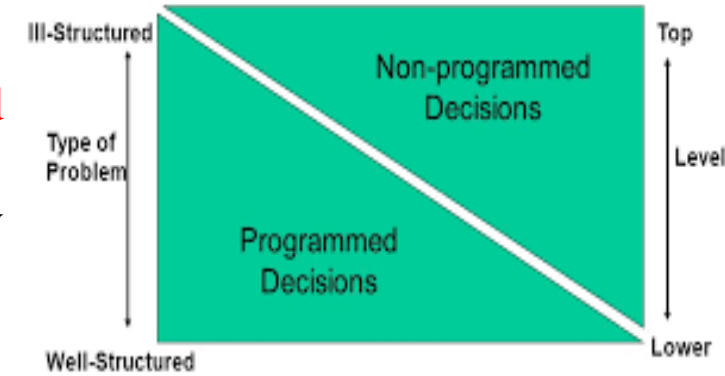 Ill-Structured
Top
Non-programmed
Decisions
Type of
Problem
Level
Programmed
Decisions
Lower
Well-Structured